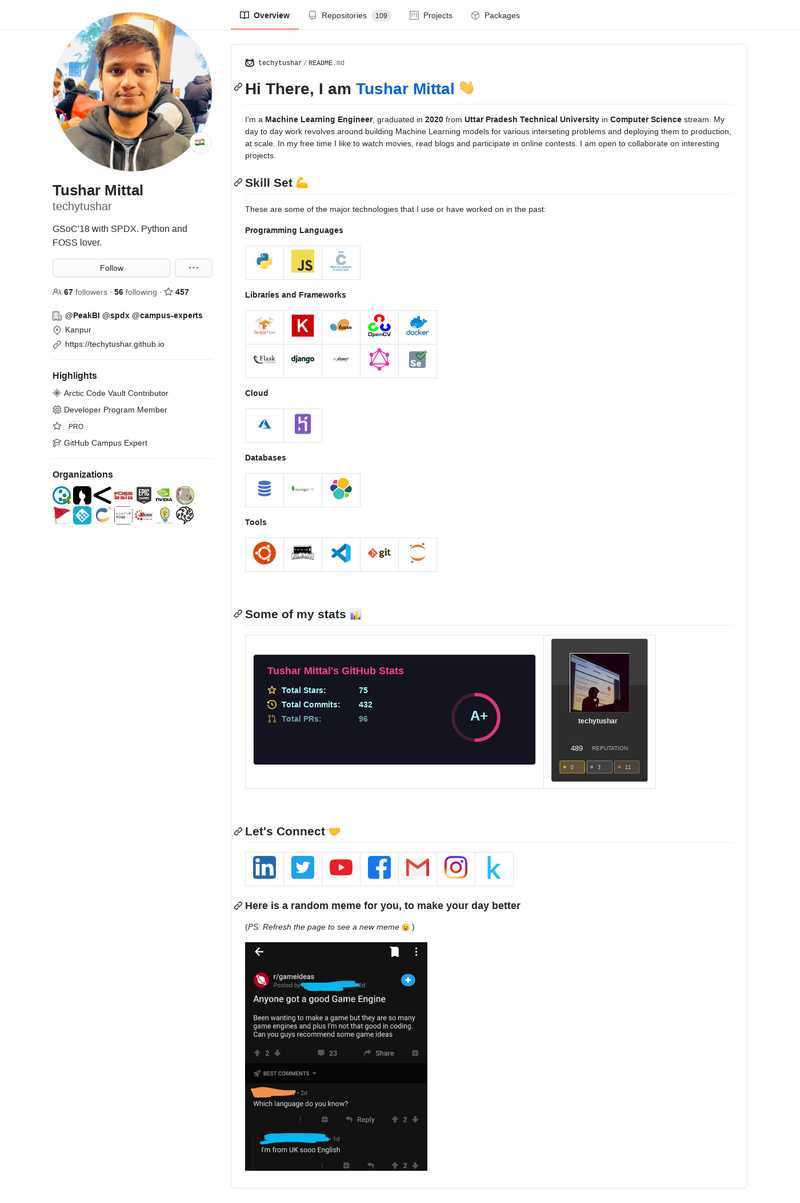 Overview
Repositories 109
Projects
Packages
Tushar Mittal
techytushar
GSoC'18 with SPDX. Python and
FOSS lover.
Follow
67 followers · 56 following · 457
@PeakBI @spdx @campus-experts
Kanpur
https://techytushar.github.io
Highlights
Arctic Code Vault Contributor
Developer Program Member
PRO
GitHub Campus Expert
Organizations
EPIC
NVIDIA
techytushar / README.md
Hi There, I am Tushar Mittal 👋
I'm a Machine Learning Engineer, graduated in 2020 from Uttar Pradesh Technical University in Computer Science stream. My
day to day work revolves around building Machine Learning models for various interseting problems and deploying them to production,
at scale. In my free time I like to watch movies, read blogs and participate in online contests. I am open to collaborate on interesting
projects.
Skill Set 💪
These are some of the major technologies that I use or have worked on in the past:
Programming Languages
JS
C
Libraries and Frameworks
TensorFlow
K
OpenCV
docker
Flask
django
Se
Cloud
Databases
Tools
git
Some of my stats 📊
Tushar Mittal's GitHub Stats
Total Stars: 75
Total Commits: 432
Total PRs: 96
A+
techytushar
489 REPUTATION
0 3 11
Let's Connect 🤝
in
k
Here is a random meme for you, to make your day better
(PS: Refresh the page to see a new meme 😉)
r/gameideas
Posted by
Anyone got a good Game Engine
Been wanting to make a game but they are so many
game engines and plus I'm not that good in coding.
Can you guys recommend some game ideas
2 23 Share
BEST COMMENTS
• 2d
Which language do you know?
Reply 2
1d
I'm from UK sooo English
2